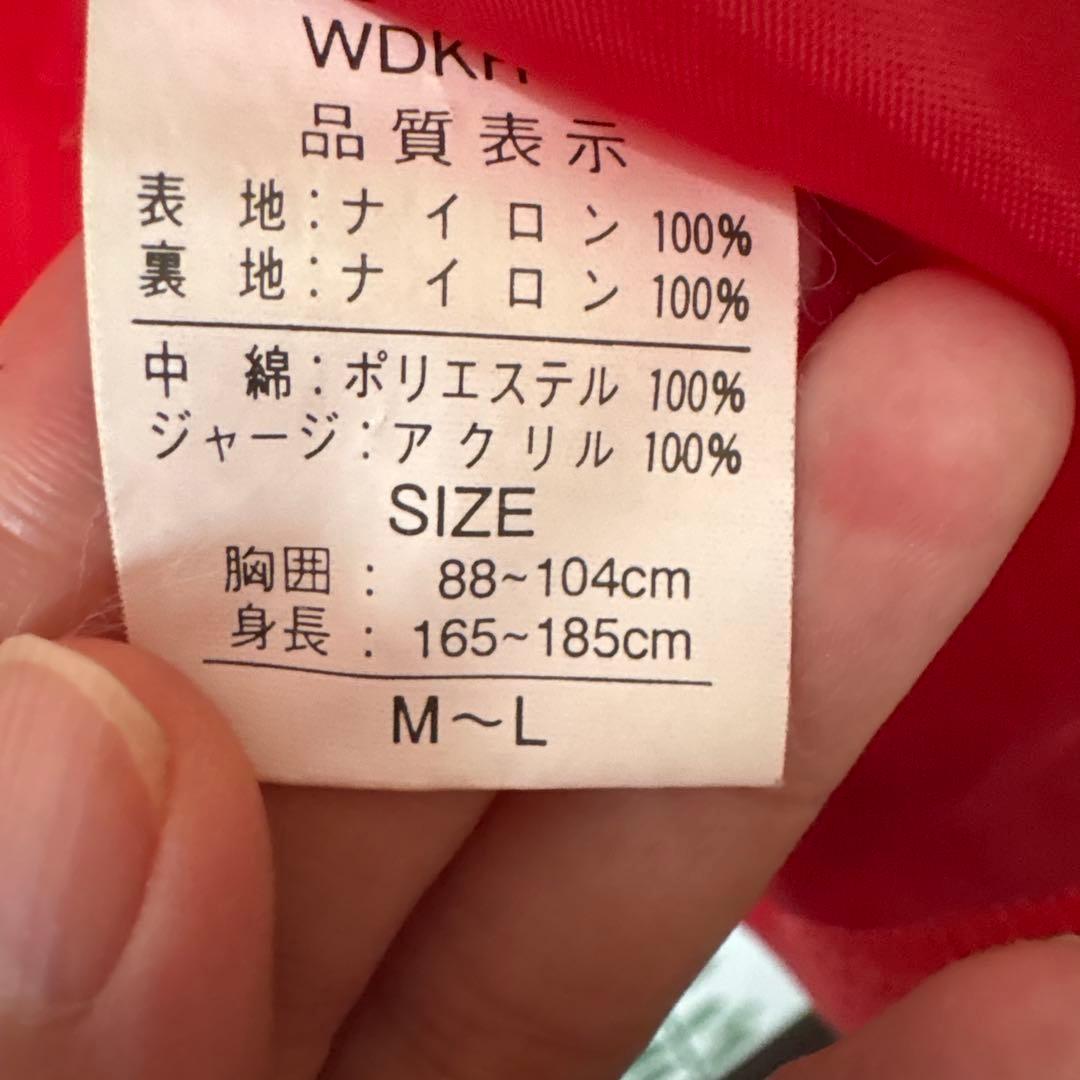 品質表示
表 地:ナイロン 100%
裏 地:ナイロン 100%
中 綿:ポリエステル 100%
ジャージ:アクリル 100%
SIZE
胸囲 : 88~104cm
身長 : 165~185cm
M~L